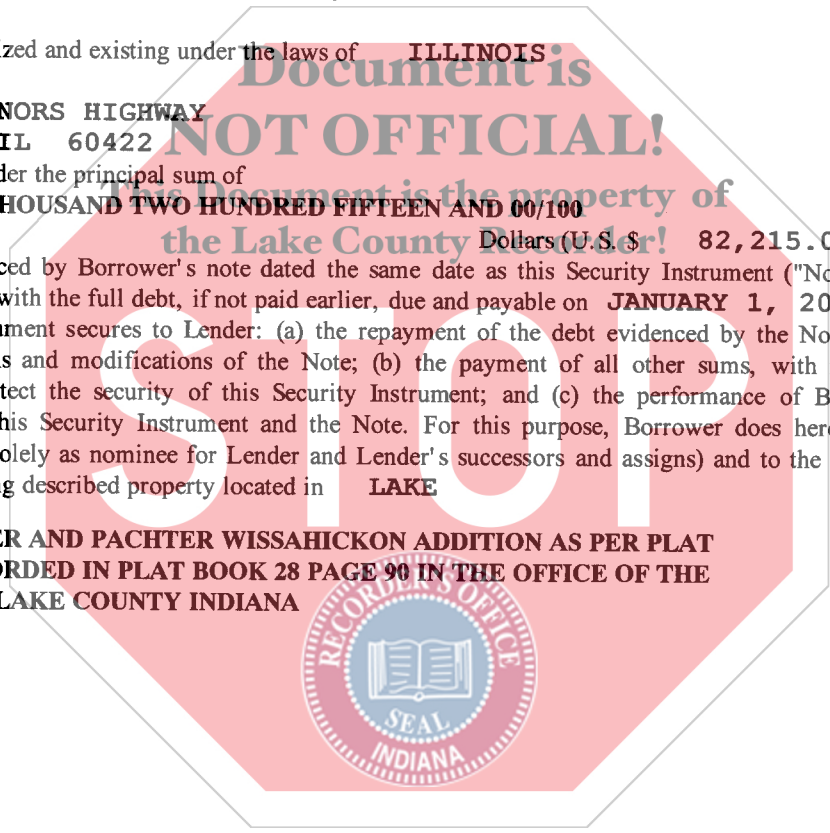 ized and existing under the laws of ILLINOIS
Document is
NORS HIGHWAY
IL 60422
NOT OFFICIAL!
der the principal sum of
This Document is the property of
HOUSAND TWO HUNDRED FIFTEEN AND 00/100
the Lake County Recorder!
Dollars (U.S. $ 82,215.0
ced by Borrower's note dated the same date as this Security Instrument ("No
with the full debt, if not paid earlier, due and payable on JANUARY 1, 20
ment secures to Lender: (a) the repayment of the debt evidenced by the No
s and modifications of the Note; (b) the payment of all other sums, with
tect the security of this Security Instrument; and (c) the performance of B
his Security Instrument and the Note. For this purpose, Borrower does here
olely as nominee for Lender and Lender's successors and assigns) and to the
g described property located in LAKE
STOP
ER AND PACHTER WISSAHICKON ADDITION AS PER PLAT
ORDED IN PLAT BOOK 28 PAGE 90 IN THE OFFICE OF THE
LAKE COUNTY INDIANA
RECORDER'S OFFICE
SEAL
INDIANA